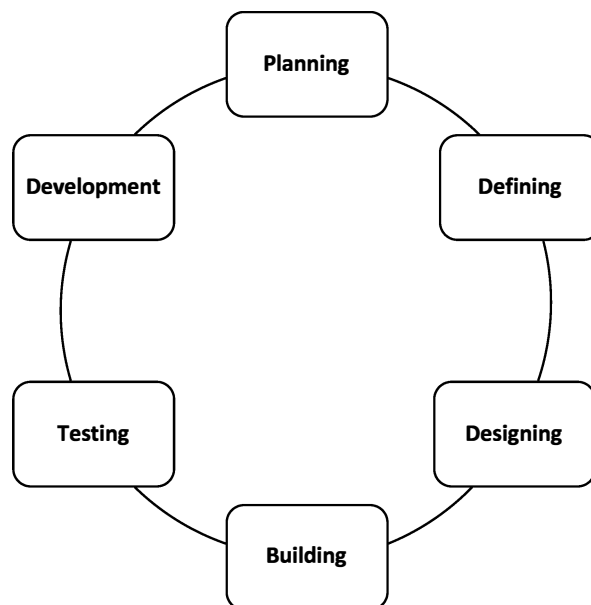 Planning
Development
Defining
Testing
Designing
Building